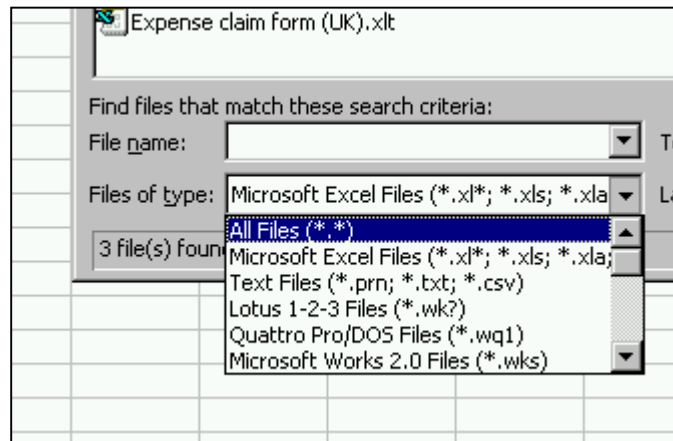 Expense claim form (UK).xlt
Find files that match these search criteria:
File name:
Files of type: Microsoft Excel Files (*.xl*; *.xls; *.xla
All Files (*.*)
3 file(s) found
Microsoft Excel Files (*.xl*; *.xls; *.xla;
Text Files (*.prn; *.txt; *.csv)
Lotus 1-2-3 Files (*.wk?)
Quattro Pro/DOS Files (*.wq1)
Microsoft Works 2.0 Files (*.wks)